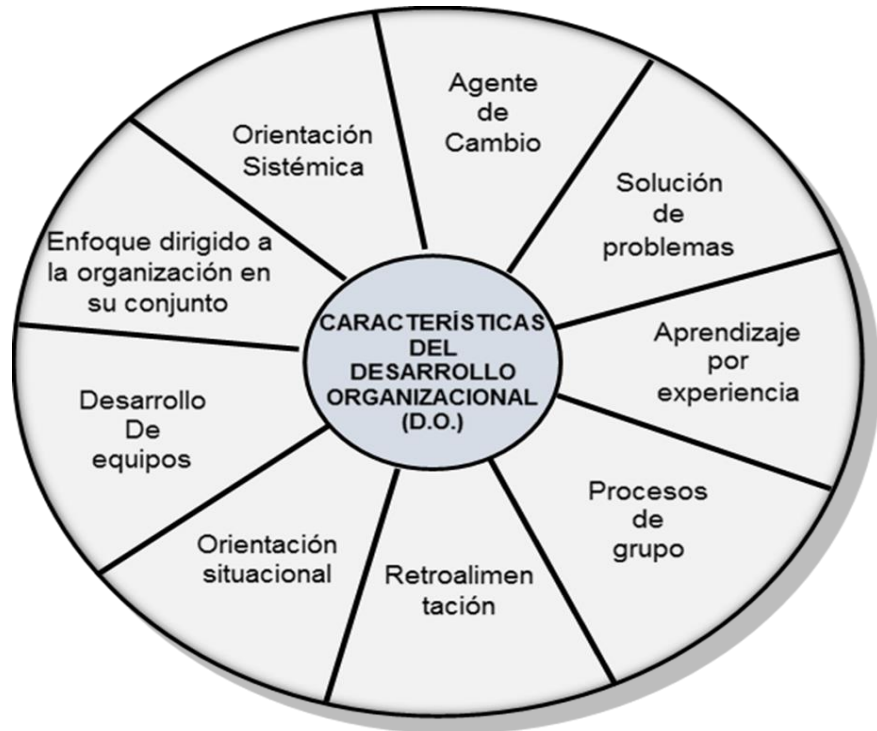 Agente
de
Cambio
Solución
de
problemas
Aprendizaje
por
experiencia
Procesos
de
grupo
Retroalimen
tación
Orientación
situacional
Desarrollo
De
equipos
Enfoque dirigido a
la organización en
su conjunto
Orientación
Sistémica
CARACTERÍSTICAS
DEL
DESARROLLO
ORGANIZACIONAL
(D.O.)